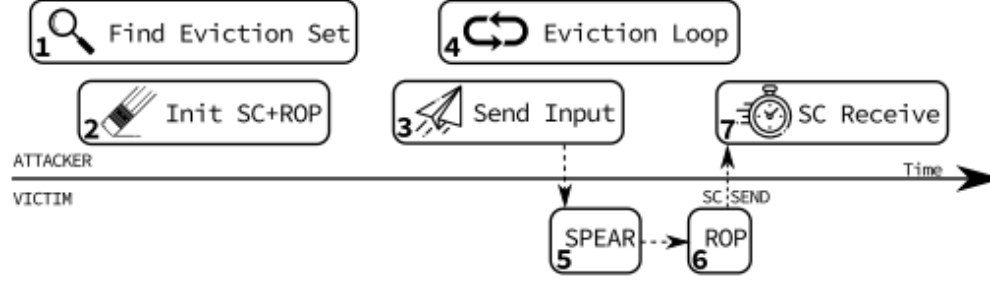 1 Find Eviction Set
4 Eviction Loop
2 Init SC+ROP
3 Send Input
7 SC Receive
ATTACKER
Time
VICTIM
SC SEND
5 SPEAR
6 ROP